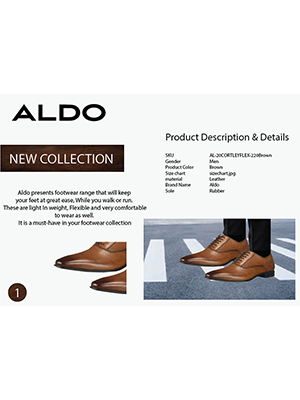 ALDO
NEW COLLECTION
Aldo presents footwear range that will keep
your feet at great ease, While you walk or run.
These are light In weight, Flexible and very comfortable
to wear as well.
It is a must-have in your footwear collection
1
Product Description & Details
SKU AL-20CORTLEYFLEX-220Brown
Gender Men
Product Color Brown
Size chart sizechart.jpg
material Leather
Brand Name Aldo
Sole Rubber